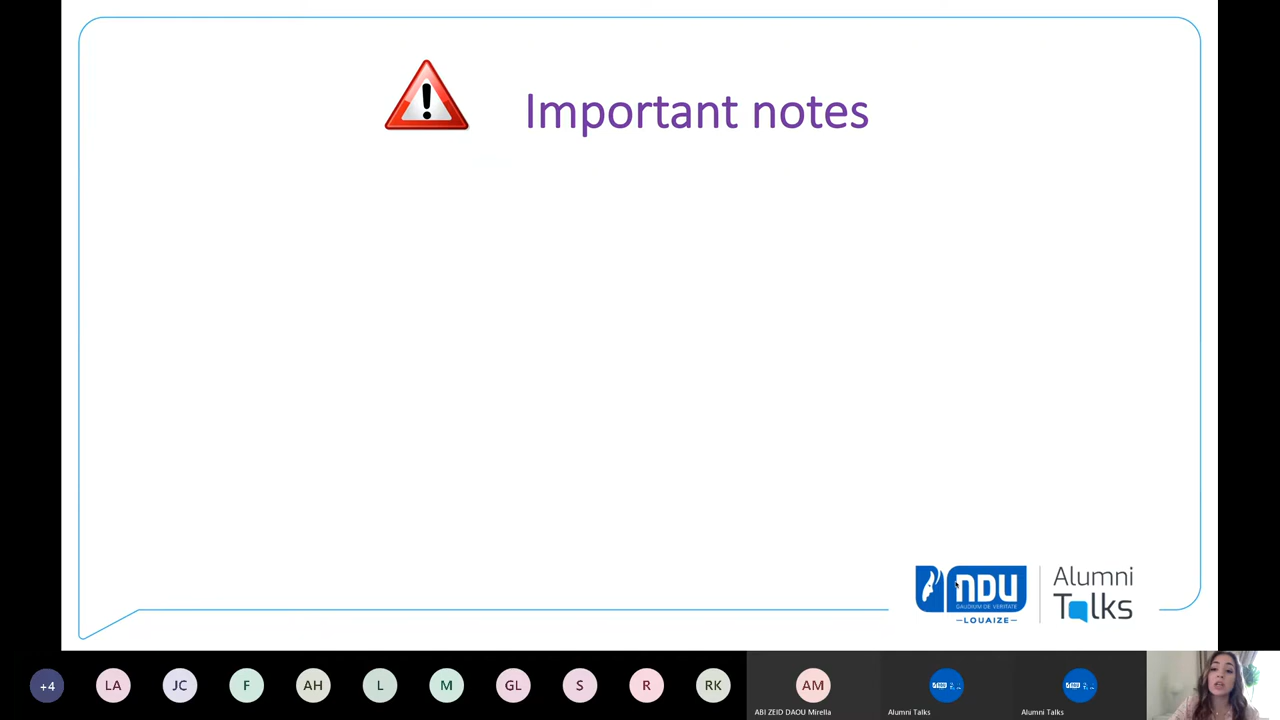 Important notes
NDU
GAUDIUM DE VERITATE
—LOUAIZE—
Alumni
Talks
+4
LA
JC
F
AH
L
M
GL
S
R
RK
AM
ABI ZEID DAOU Mirella
Alumni Talks
Alumni Talks